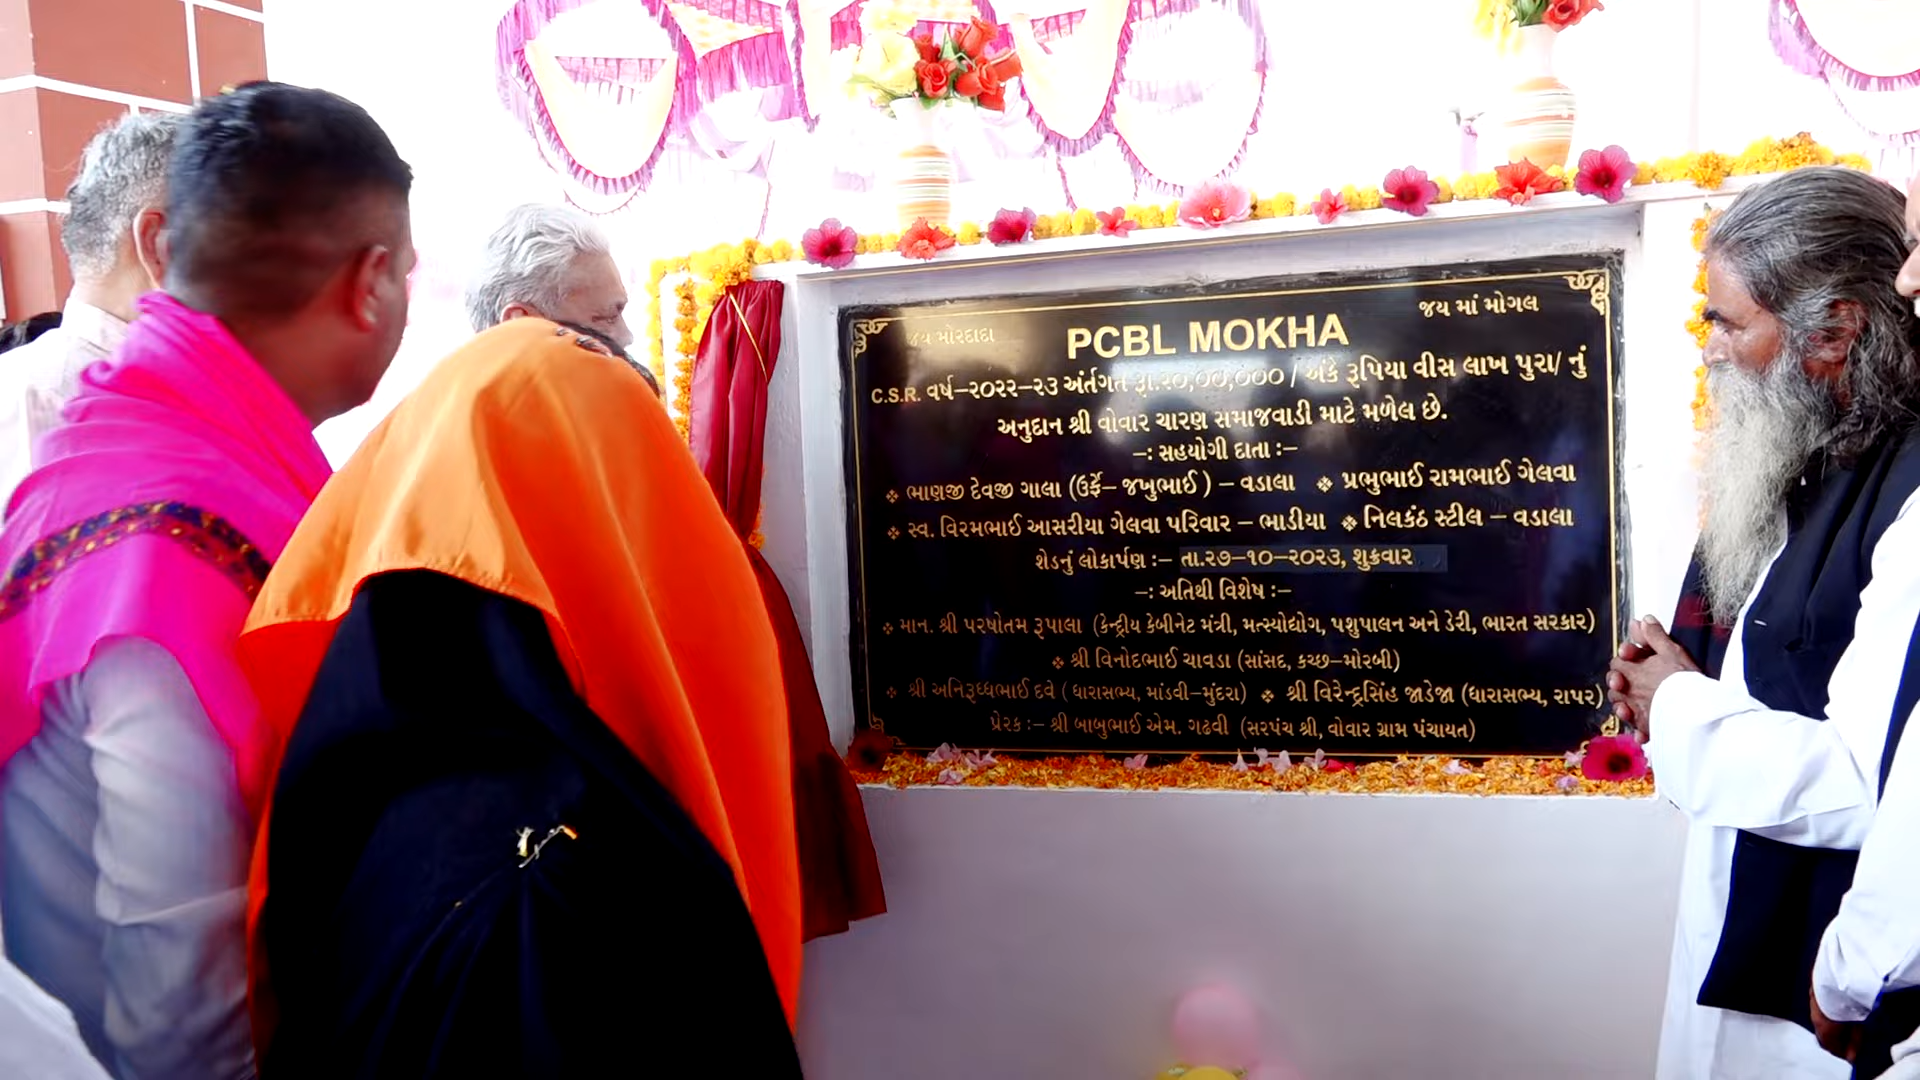 જય મોરદાદા
જય માં મોગલ
PCBL MOKHA
C.S.R. વર્ષ–૨૦૨૨–૨૩ અંર્તગત રૂા.૨૦,૦૦,૦૦૦ / અંકે રૂપિયા વીસ લાખ પુરા/ નું
અનુદાન શ્રી વોવાર ચારણ સમાજવાડી માટે મળેલ છે.
–: સહયોગી દાતા :–
❖ ભાણજી દેવજી ગાલા (ઉર્ફે– જખુભાઈ ) – વડાલા ❖ પ્રભુભાઈ રામભાઈ ગેલવા
❖ સ્વ. વિરમભાઈ આસરીયા ગેલવા પરિવાર – ભાડીયા ❖ નિલકંઠ સ્ટીલ – વડાલા
શેડનું લોકાર્પણ :– તા.૨૭–૧૦–૨૦૨૩, શુક્રવાર
–: અતિથી વિશેષ :–
❖ માન. શ્રી પરષોતમ રૂપાલા (કેન્દ્રીય કેબીનેટ મંત્રી, મત્સ્યોદ્યોગ, પશુપાલન અને ડેરી, ભારત સરકાર)
❖ શ્રી વિનોદભાઈ ચાવડા (સાંસદ, કચ્છ–મોરબી)
❖ શ્રી અનિરૂધ્ધભાઈ દવે ( ધારાસભ્ય, માંડવી–મુંદરા) ❖ શ્રી વિરેન્દ્રસિંહ જાડેજા (ધારાસભ્ય, રાપર)
પ્રેરક :– શ્રી બાબુભાઈ એમ. ગઢવી (સરપંચ શ્રી, વોવાર ગ્રામ પંચાયત)